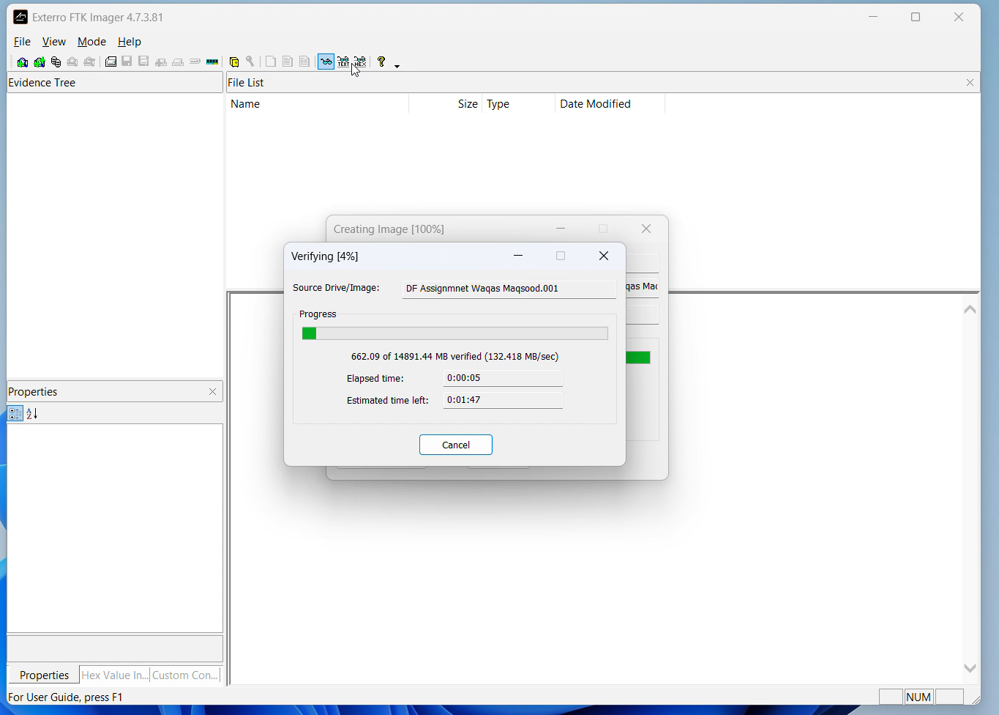 Exterro FTK Imager 4.7.3.81
File View Mode Help
TEXT HEX
Evidence Tree
File List
Name Size Type Date Modified
Creating Image [100%]
Verifying [4%]
Source Drive/Image: DF Assignmnet Waqas Maqsood.001
qas Mac
Progress
662.09 of 14891.44 MB verified (132.418 MB/sec)
Elapsed time: 0:00:05
Estimated time left: 0:01:47
Cancel
Properties
A
Z
Properties Hex Value In... Custom Con...
For User Guide, press F1
NUM